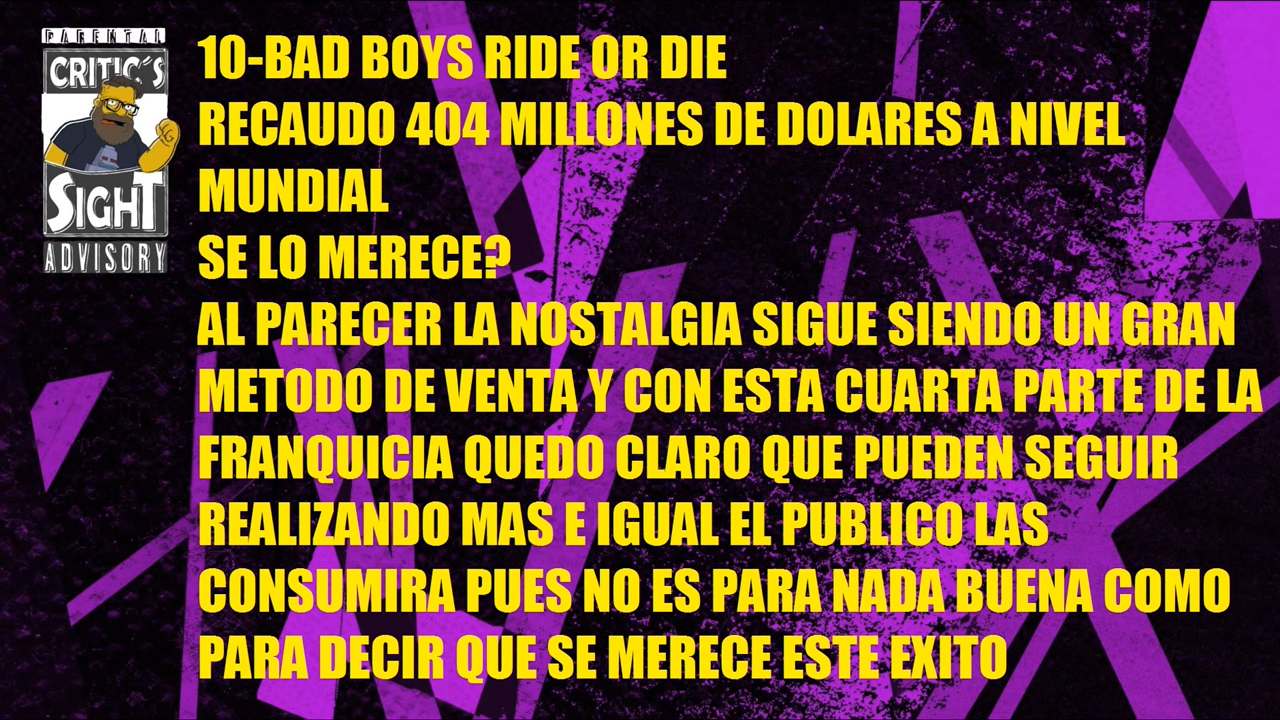 PARENTAL
CRITIC´S
SIGHT
ADVISORY
10-BAD BOYS RIDE OR DIE
RECAUDO 404 MILLONES DE DOLARES A NIVEL
MUNDIAL
SE LO MERECE?
AL PARECER LA NOSTALGIA SIGUE SIENDO UN GRAN
METODO DE VENTA Y CON ESTA CUARTA PARTE DE LA
FRANQUICIA QUEDO CLARO QUE PUEDEN SEGUIR
REALIZANDO MAS E IGUAL EL PUBLICO LAS
CONSUMIRA PUES NO ES PARA NADA BUENA COMO
PARA DECIR QUE SE MERECE ESTE EXITO